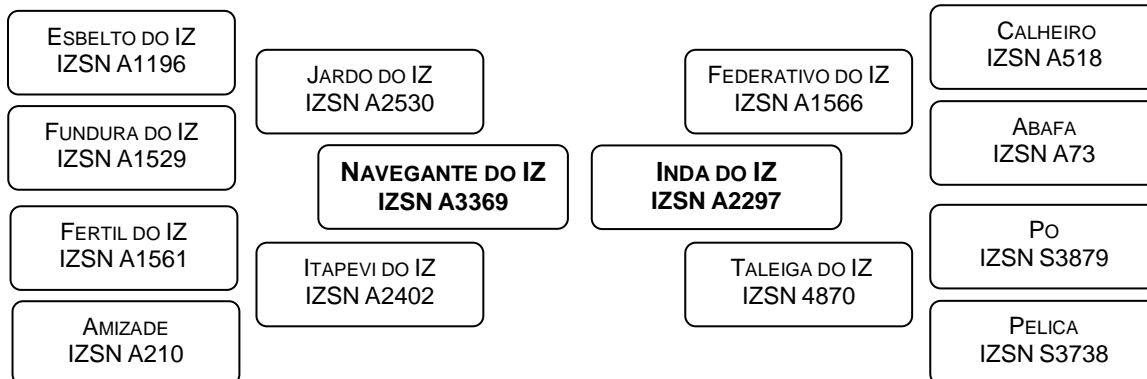 Esbelto do IZ
IZSN A1196
Fundura do IZ
IZSN A1529
Fertil do IZ
IZSN A1561
Amizade
IZSN A210
Jardo do IZ
IZSN A2530
Itapevi do IZ
IZSN A2402
Navegante do IZ
IZSN A3369
Inda do IZ
IZSN A2297
Federativo do IZ
IZSN A1566
Taleiga do IZ
IZSN 4870
Calheiro
IZSN A518
Abafa
IZSN A73
Po
IZSN S3879
Pelica
IZSN S3738